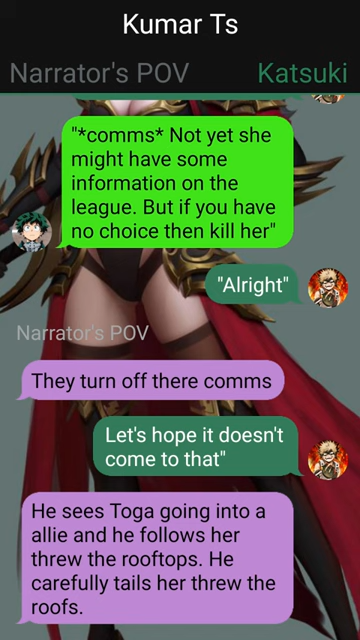 Kumar Ts
Narrator's POV
Katsuki
"*comms* Not yet she
might have some
information on the
league. But if you have
no choice then kill her"
"Alright"
Narrator's POV
They turn off there comms
Let's hope it doesn't
come to that"
He sees Toga going into a
allie and he follows her
threw the rooftops. He
carefully tails her threw the
roofs.